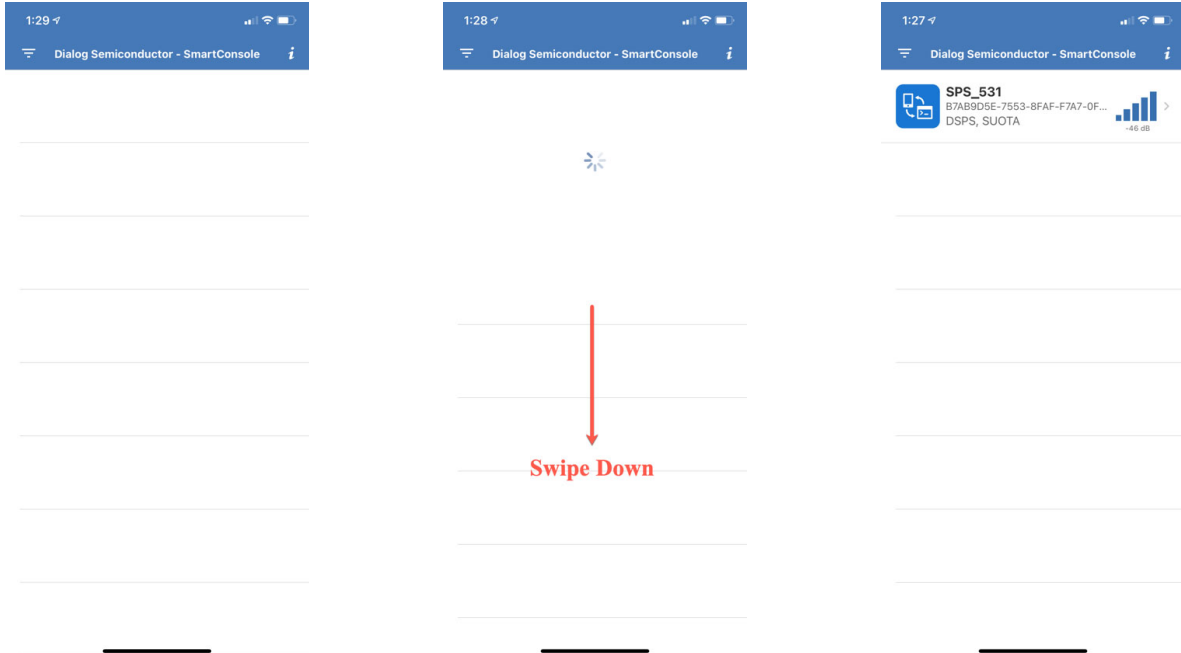 1:29
Dialog Semiconductor - SmartConsole i
1:28
Dialog Semiconductor - SmartConsole i
Swipe Down
1:27
Dialog Semiconductor - SmartConsole i
SPS_531
B7AB9D5E-7553-8FAF-F7A7-0F...
DSPS, SUOTA
-46 dB